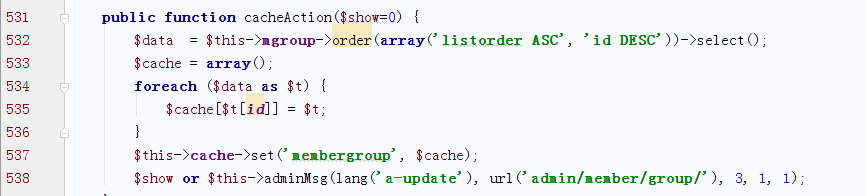 531 public function cacheAction($show=0) {
532 $data = $this->mgroup->order(array('listorder ASC', 'id DESC'))->select();
533 $cache = array();
534 foreach ($data as $t) {
535 $cache[$t[id]] = $t;
536 }
537 $this->cache->set('membergroup', $cache);
538 $show or $this->adminMsg(lang('a-update'), url('admin/member/group/'), 3, 1, 1);